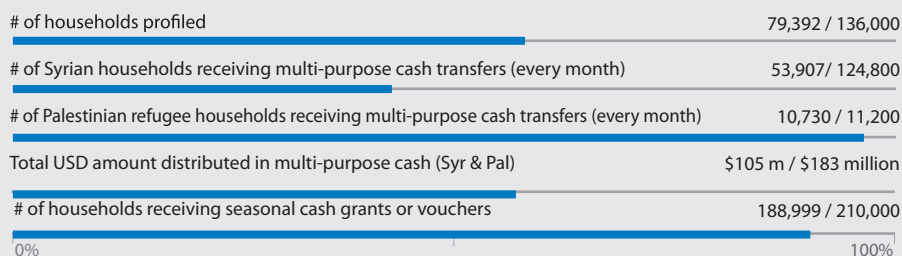 # of households profiled 79,392 / 136,000
# of Syrian households receiving multi-purpose cash transfers (every month) 53,907/ 124,800
# of Palestinian refugee households receiving multi-purpose cash transfers (every month) 10,730 / 11,200
Total USD amount distributed in multi-purpose cash (Syr & Pal) $105 m / $183 million
# of households receiving seasonal cash grants or vouchers 188,999 / 210,000
0% 100%